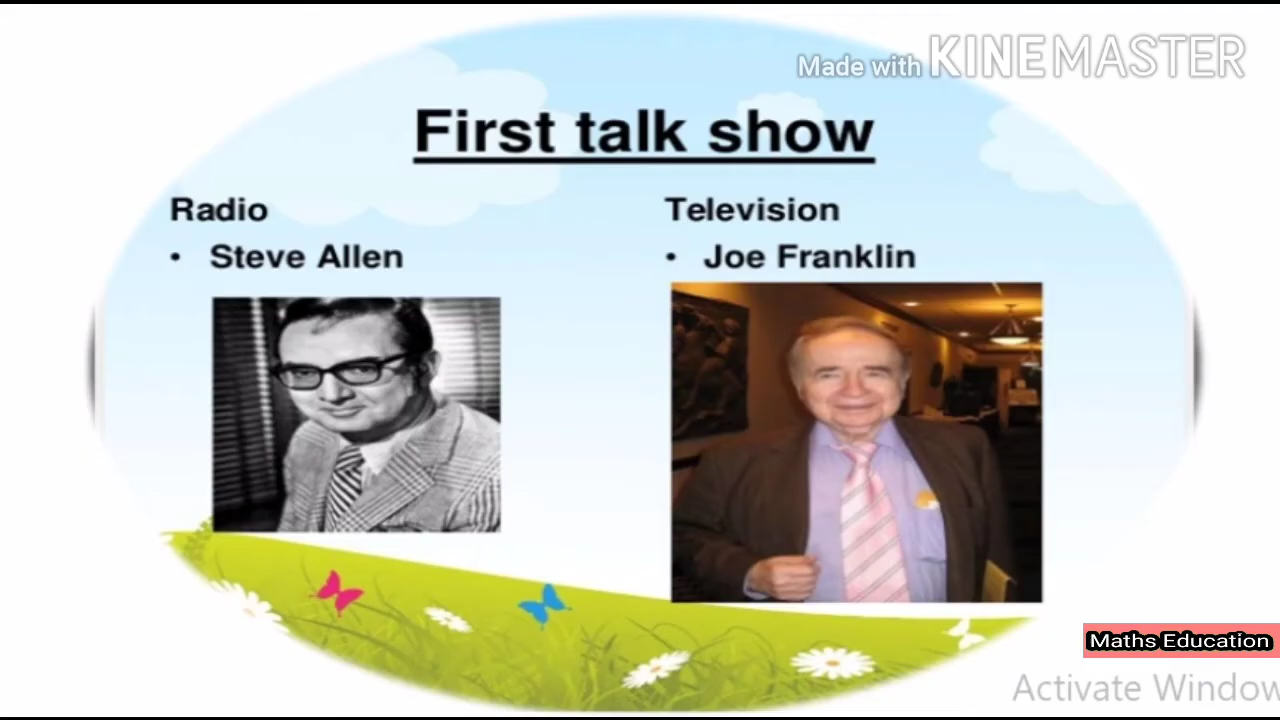 Made with KINEMASTER
First talk show
Radio
• Steve Allen
Television
• Joe Franklin
Maths Education
Activate Window